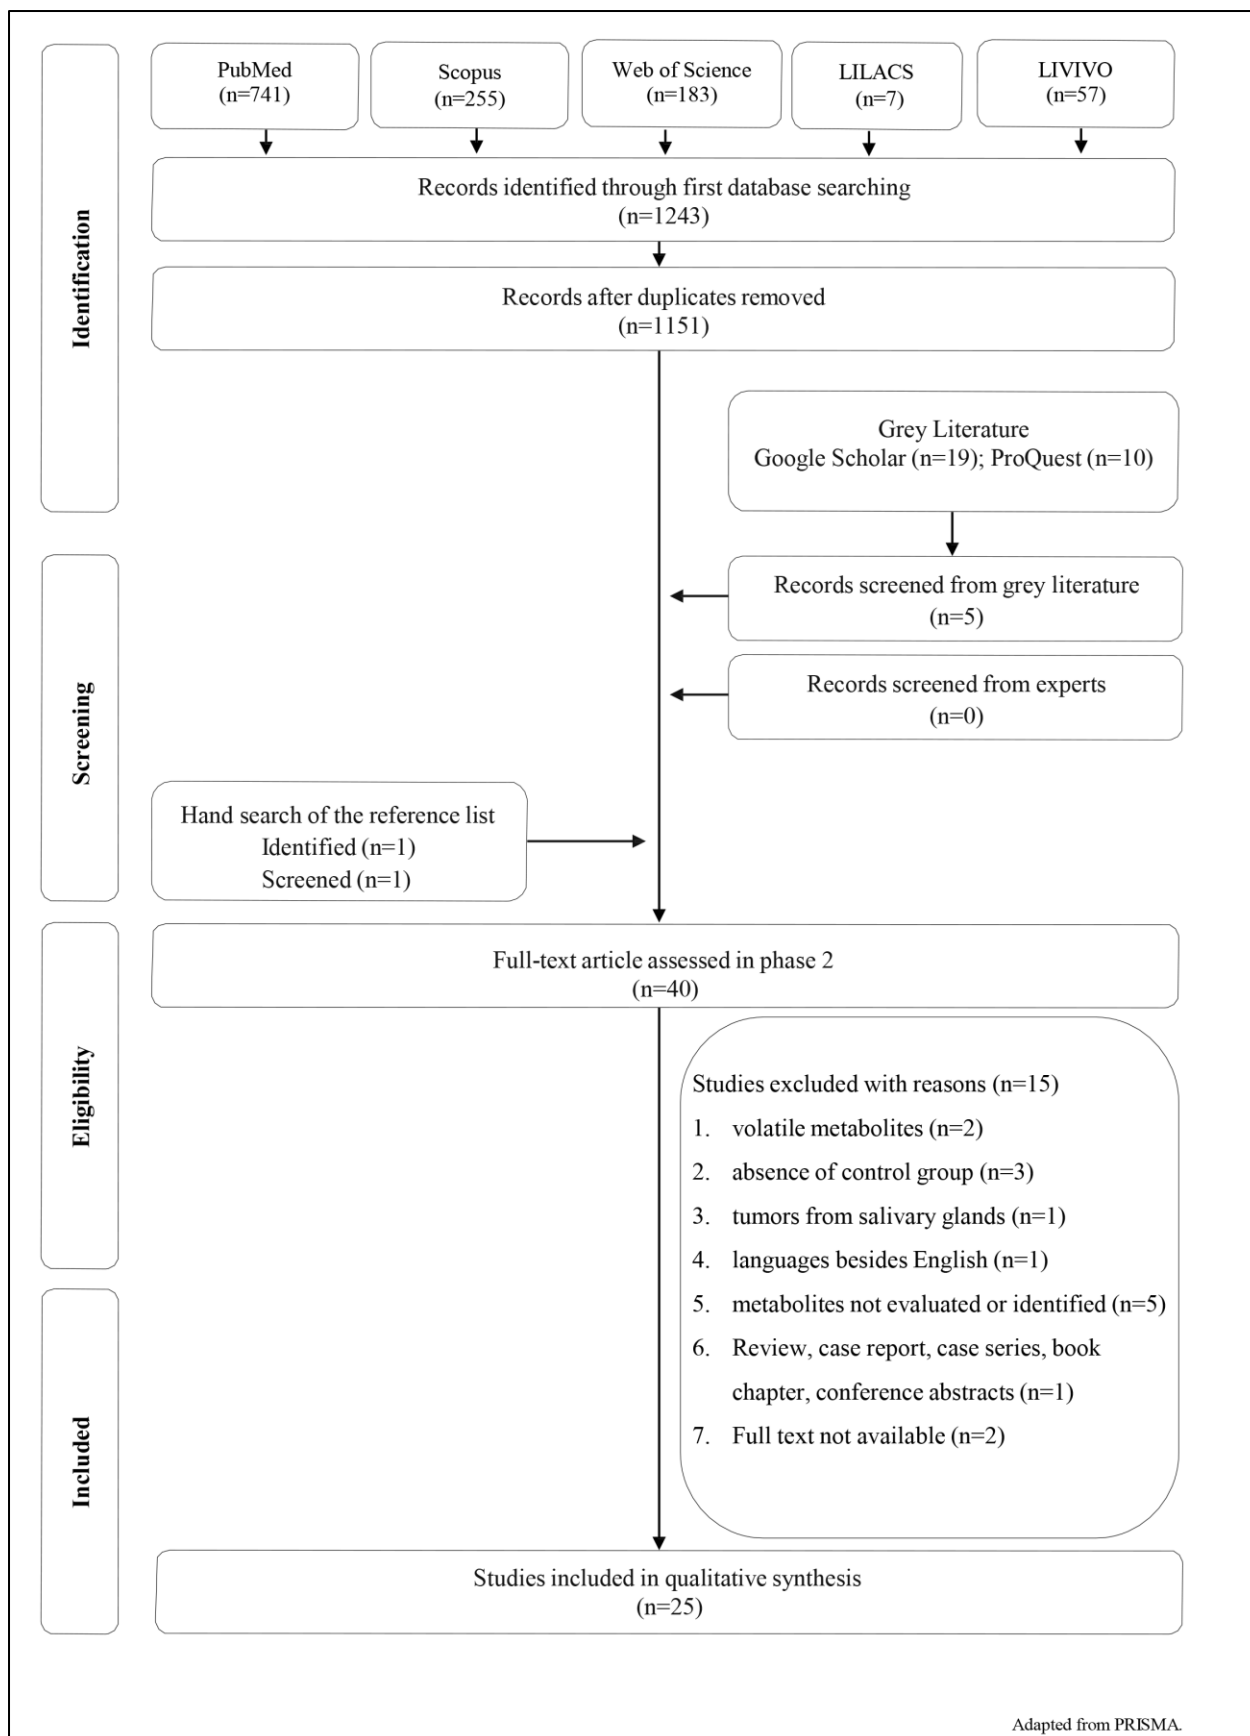 PubMed
(n=741)
Scopus
(n=255)
Web of Science
(n=183)
LILACS
(n=7)
LIVIVO
(n=57)
Records identified through first database searching
(n=1243)
Records after duplicates removed
(n=1151)
Identification
Grey Literature
Google Scholar (n=19); ProQuest (n=10)
Records screened from grey literature
(n=5)
Records screened from experts
(n=0)
Screening
Hand search of the reference list
Identified (n=1)
Screened (n=1)
Full-text article assessed in phase 2
(n=40)
Eligibility
Studies excluded with reasons (n=15)
1. volatile metabolites (n=2)
2. absence of control group (n=3)
3. tumors from salivary glands (n=1)
4. languages besides English (n=1)
5. metabolites not evaluated or identified (n=5)
6. Review, case report, case series, book
chapter, conference abstracts (n=1)
7. Full text not available (n=2)
Included
Studies included in qualitative synthesis
(n=25)
Adapted from PRISMA.